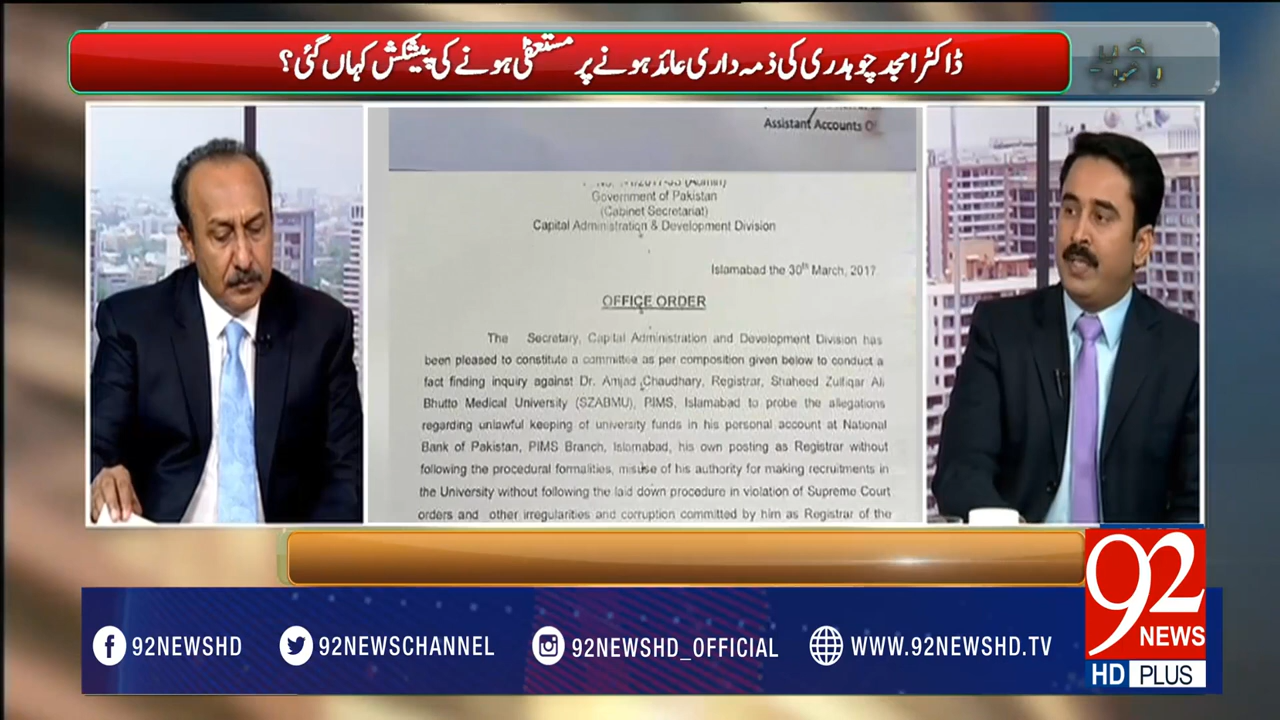 ڈاکٹر امجد چوہدری کی ذمہ داری عائد ہونے پر مستعفی ہونے کی پیشکش کہاں گئی؟
Assistant Accounts O
Government of Pakistan
(Cabinet Secretariat)
Capital Administration & Development Division
Islamabad the 30th March, 2017
OFFICE ORDER
The Secretary, Capital Administration and Development Division has
been pleased to constitute a committee as per composition given below to conduct a
fact finding inquiry against Dr. Amjad Chaudhary, Registrar, Shaheed Zulfiqar Ali
Bhutto Medical University (SZABMU), PIMS, Islamabad to probe the allegations
regarding unlawful keeping of university funds in his personal account at National
Bank of Pakistan, PIMS Branch, Islamabad, his own posting as Registrar without
following the procedural formalities, misuse of his authority for making recruitments in
the University without following the laid down procedure in violation of Supreme Court
orders and other irregularities and corruption committed by him as Registrar of the
92
NEWS
HD PLUS
92NEWSHD
92NEWSCHANNEL
92NEWSHD_OFFICIAL
WWW.92NEWSHD.TV